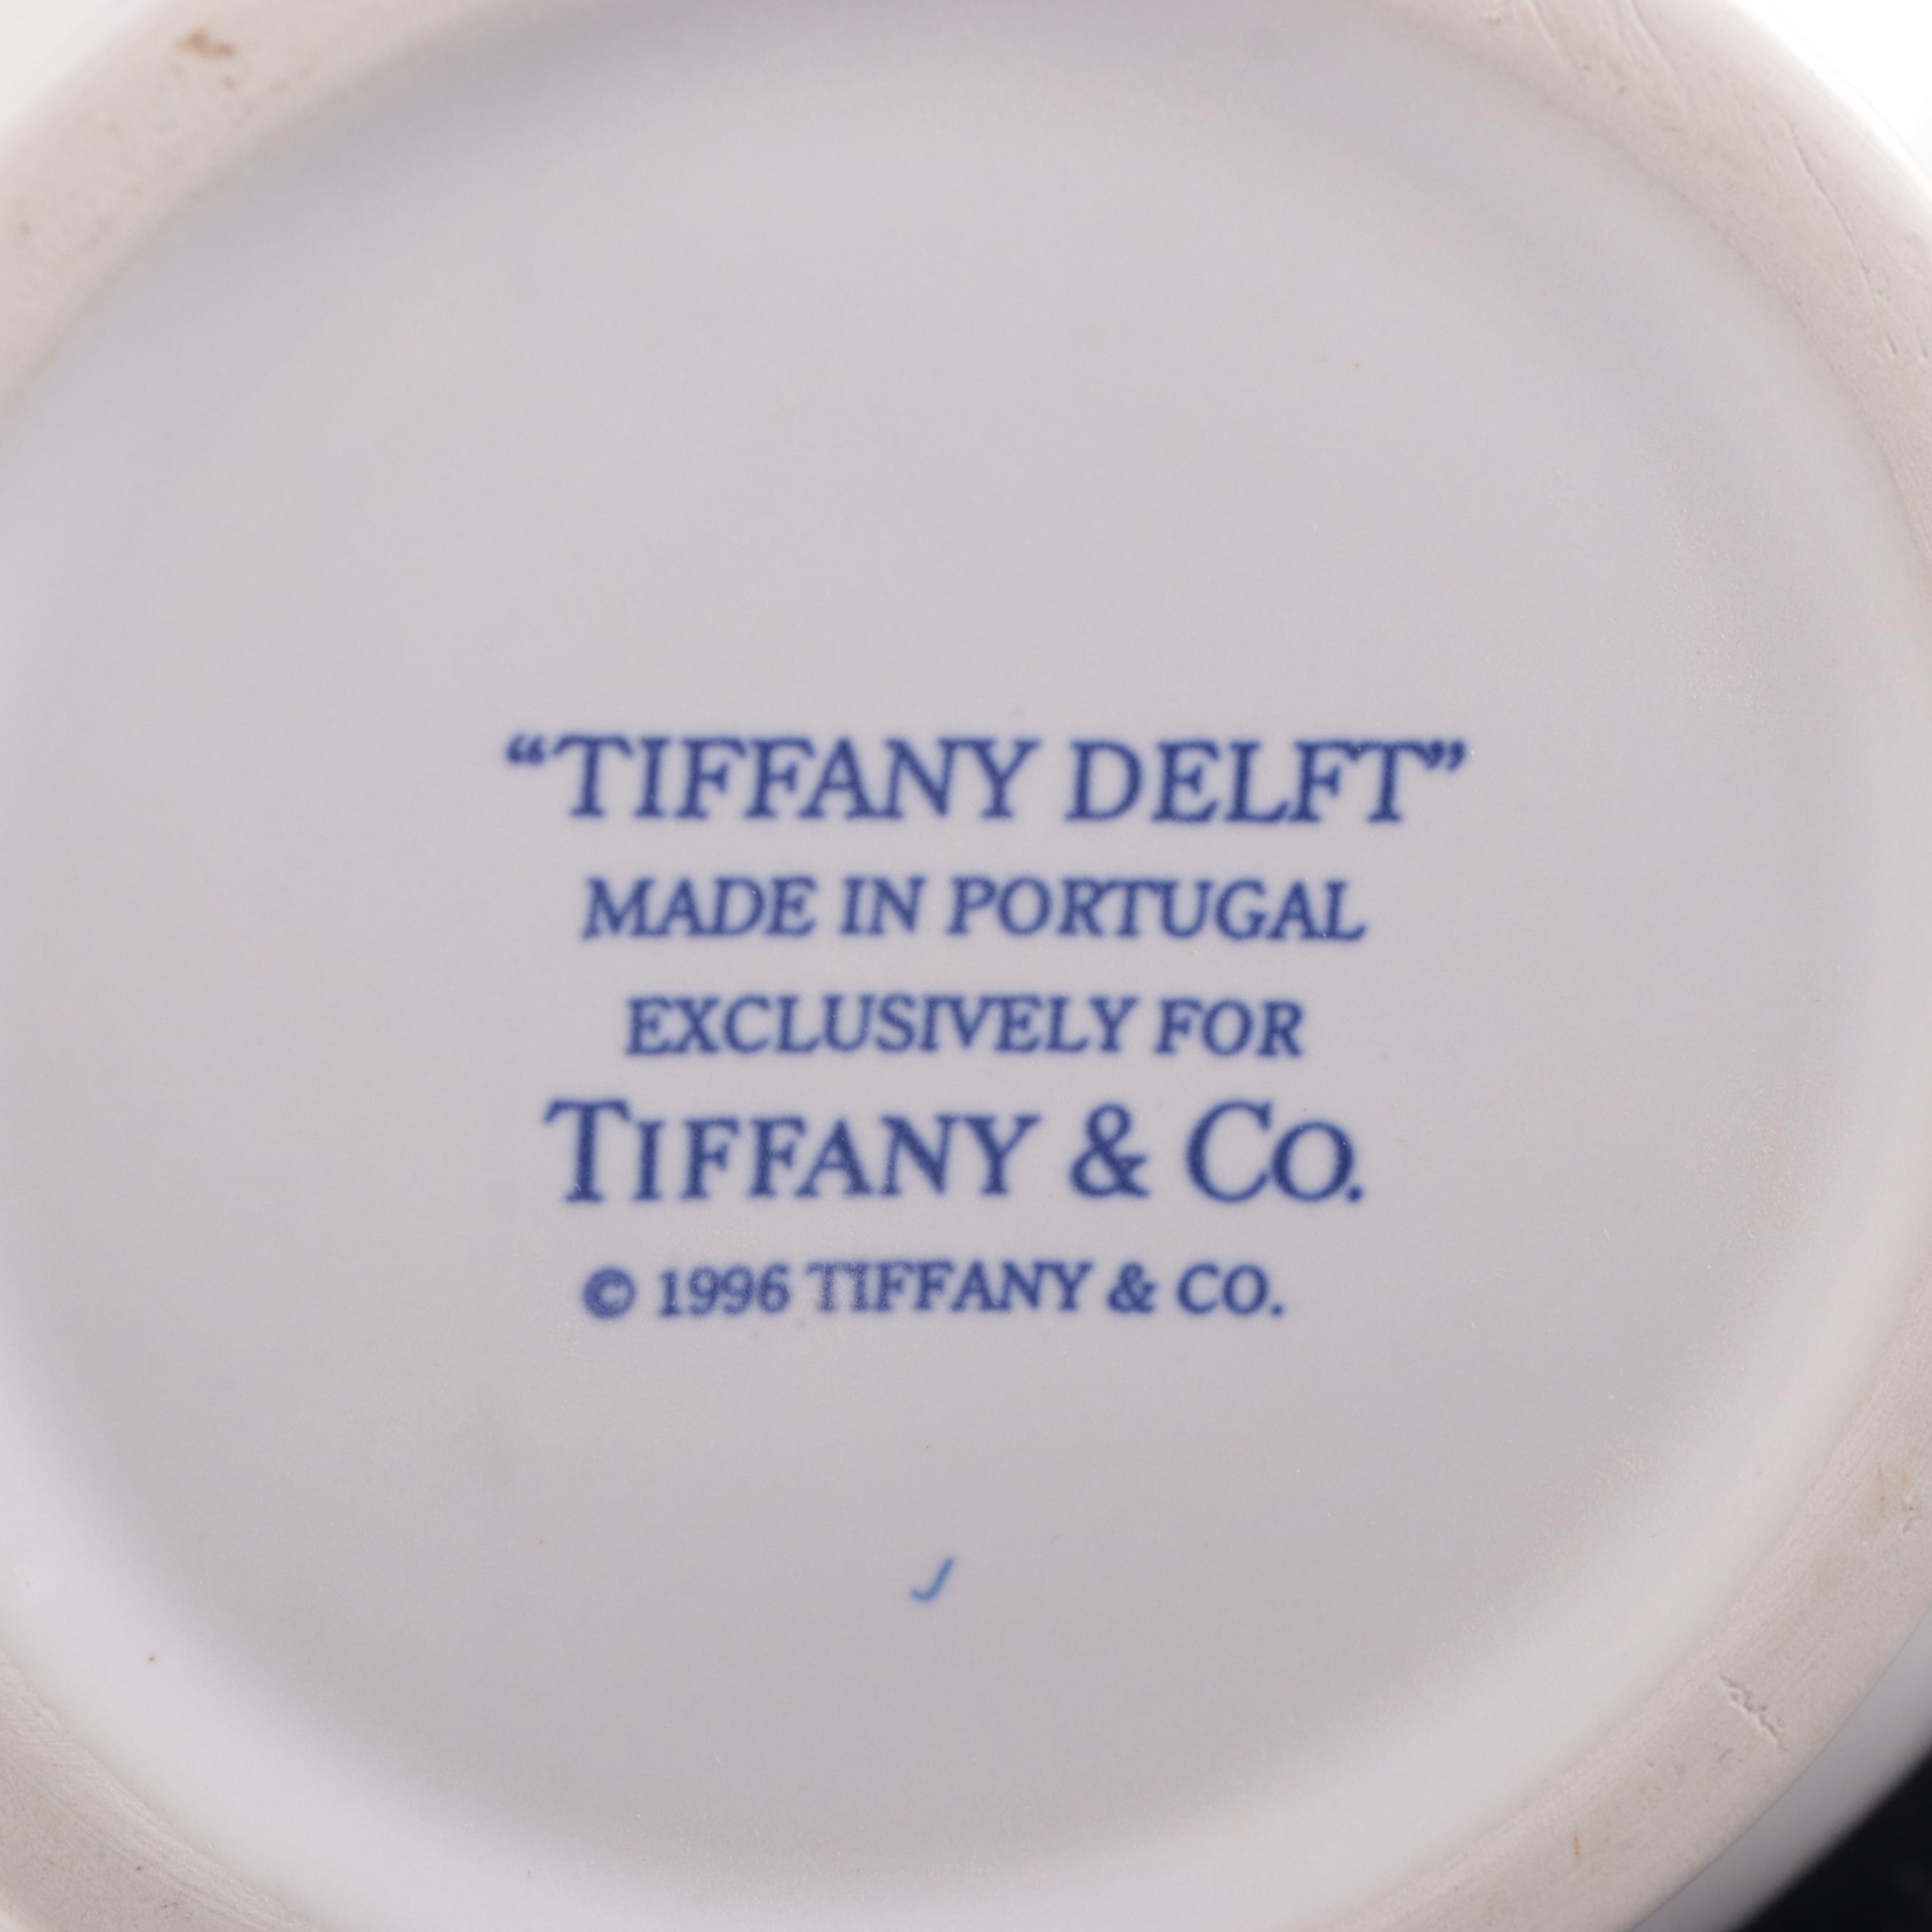 “TIFFANY DELFT”
MADE IN PORTUGAL
EXCLUSIVELY FOR
TIFFANY & CO.
© 1996 TIFFANY & CO.
J